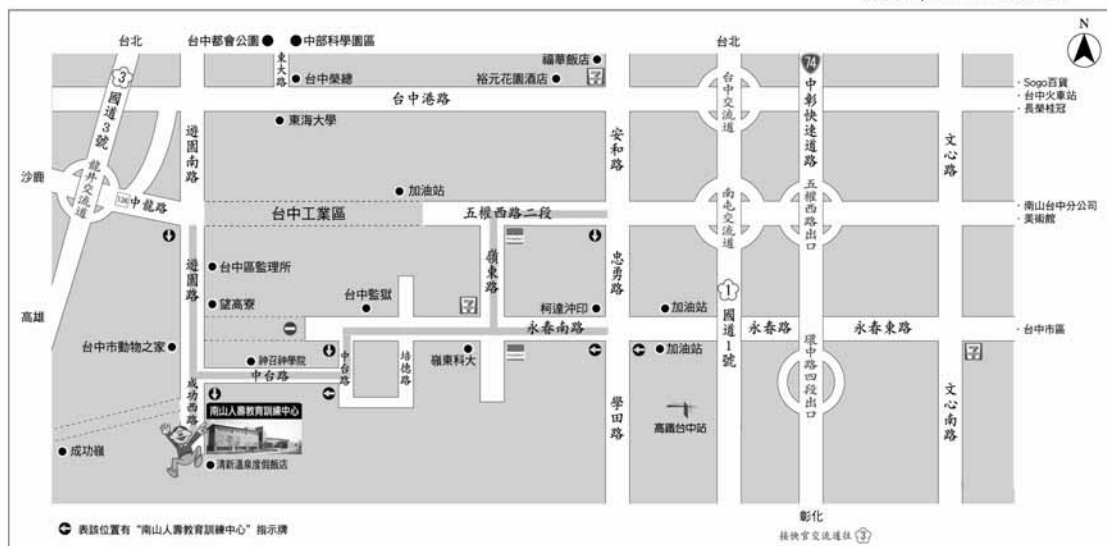 台北
台中都會公園
中部科學園區
東大路
台中榮總
福華飯店
裕元花園酒店
台北
74
N
3
國道3號
台中港路
台中交流道
中彰快速道路
Sogo百貨
台中火車站
長榮桂冠
東海大學
遊園南路
安和路
文心路
沙鹿
龍井交流道
136
中龍路
加油站
台中工業區
五權西路二段
南屯交流道
五權西路出口
南山台中分公司
美術館
遊園路
台中區監理所
嶺東路
忠勇路
望高寮
台中監獄
柯達沖印
加油站
1
國道1號
高雄
永春南路
永春路
永春東路
台中市區
台中市動物之家
神召神學院
中台路
中台路
培德路
嶺東科大
加油站
環中路四段出口
成功西路
南山人壽教育訓練中心
學田路
高鐵台中站
文心南路
成功嶺
清新溫泉度假飯店
彰化
表該位置有“南山人壽教育訓練中心”指示牌
接快官交流道往3